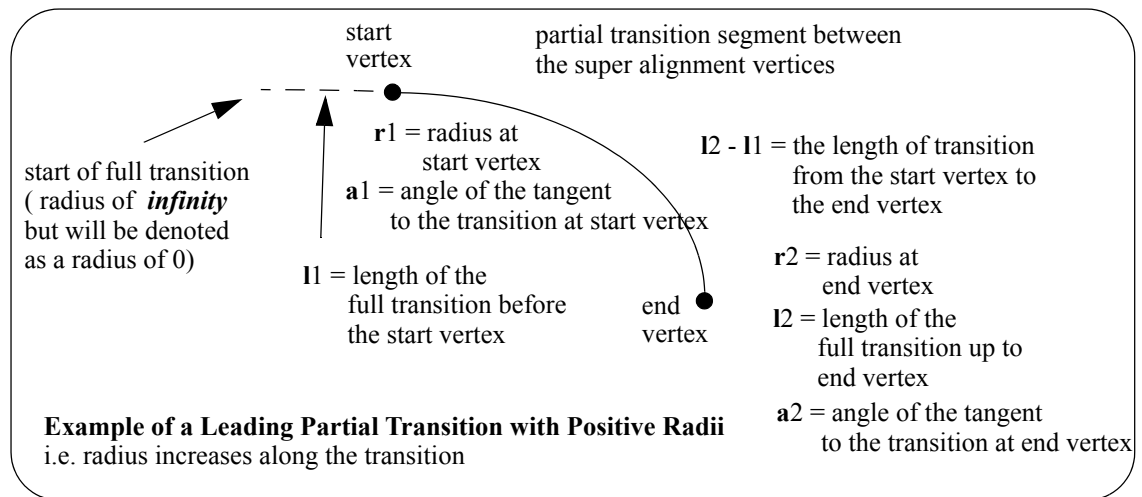 start
vertex
partial transition segment between
the super alignment vertices
r1 = radius at
start vertex
a1 = angle of the tangent
to the transition at start vertex
start of full transition
( radius of infinity
but will be denoted
as a radius of 0)
l1 = length of the
full transition before
the start vertex
end
vertex
l2 - l1 = the length of transition
from the start vertex to
the end vertex
r2 = radius at
end vertex
l2 = length of the
full transition up to
end vertex
a2 = angle of the tangent
to the transition at end vertex
Example of a Leading Partial Transition with Positive Radii
i.e. radius increases along the transition